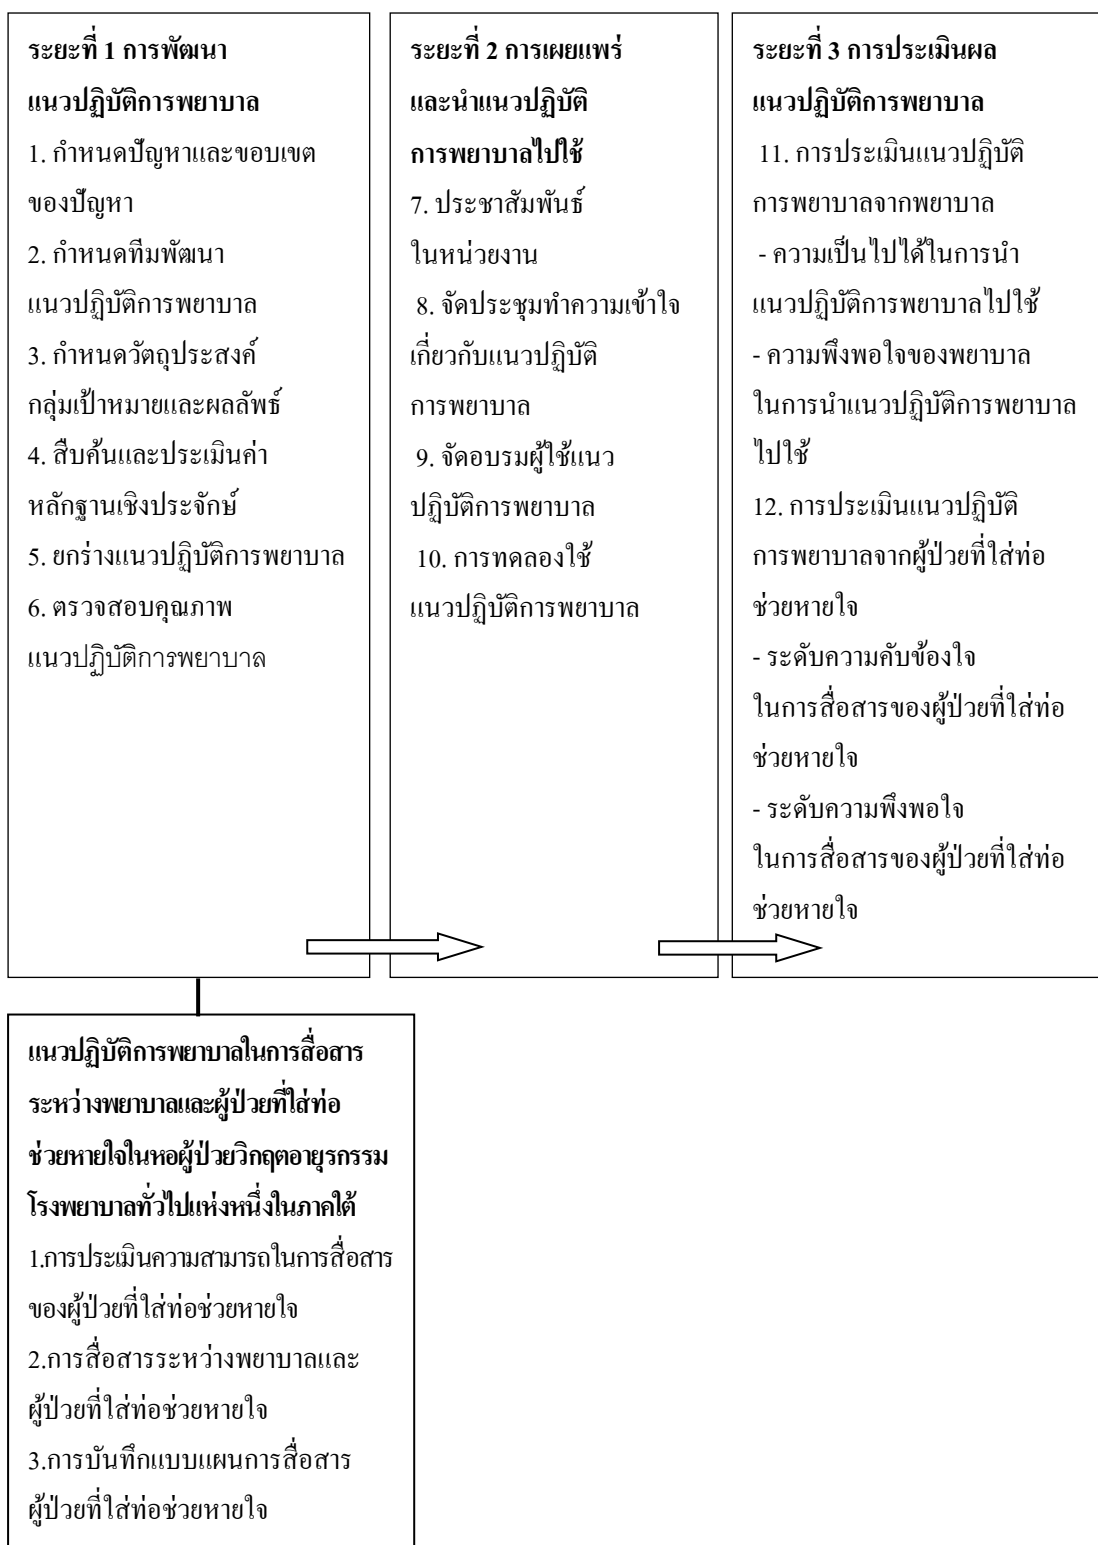 ระยะที่ 1 การพัฒนา
แนวปฏิบัติการพยาบาล
1. กำหนดปัญหาและขอบเขต
ของปัญหา
2. กำหนดทีมพัฒนา
แนวปฏิบัติการพยาบาล
3. กำหนดวัตถุประสงค์
กลุ่มเป้าหมายและผลลัพธ์
4. สืบค้นและประเมินค่า
หลักฐานเชิงประจักษ์
5. ยกร่างแนวปฏิบัติการพยาบาล
6. ตรวจสอบคุณภาพ
แนวปฏิบัติการพยาบาล
ระยะที่ 2 การเผยแพร่
และนำแนวปฏิบัติ
การพยาบาลไปใช้
7. ประชาสัมพันธ์
ในหน่วยงาน
8. จัดประชุมทำความเข้าใจ
เกี่ยวกับแนวปฏิบัติ
การพยาบาล
9. จัดอบรมผู้ใช้แนว
ปฏิบัติการพยาบาล
10. การทดลองใช้
แนวปฏิบัติการพยาบาล
ระยะที่ 3 การประเมินผล
แนวปฏิบัติการพยาบาล
11. การประเมินแนวปฏิบัติ
การพยาบาลจากพยาบาล
- ความเป็นไปได้ในการนำ
แนวปฏิบัติการพยาบาลไปใช้
- ความพึงพอใจของพยาบาล
ในการนำแนวปฏิบัติการพยาบาล
ไปใช้
12. การประเมินแนวปฏิบัติ
การพยาบาลจากผู้ป่วยที่ใส่ท่อ
ช่วยหายใจ
- ระดับความคับข้องใจ
ในการสื่อสารของผู้ป่วยที่ใส่ท่อ
ช่วยหายใจ
- ระดับความพึงพอใจ
ในการสื่อสารของผู้ป่วยที่ใส่ท่อ
ช่วยหายใจ
แนวปฏิบัติการพยาบาลในการสื่อสาร
ระหว่างพยาบาลและผู้ป่วยที่ใส่ท่อ
ช่วยหายใจในหอผู้ป่วยวิกฤตอายุรกรรม
โรงพยาบาลทั่วไปแห่งหนึ่งในภาคใต้
1.การประเมินความสามารถในการสื่อสาร
ของผู้ป่วยที่ใส่ท่อช่วยหายใจ
2.การสื่อสารระหว่างพยาบาลและ
ผู้ป่วยที่ใส่ท่อช่วยหายใจ
3.การบันทึกแบบแผนการสื่อสาร
ผู้ป่วยที่ใส่ท่อช่วยหายใจ